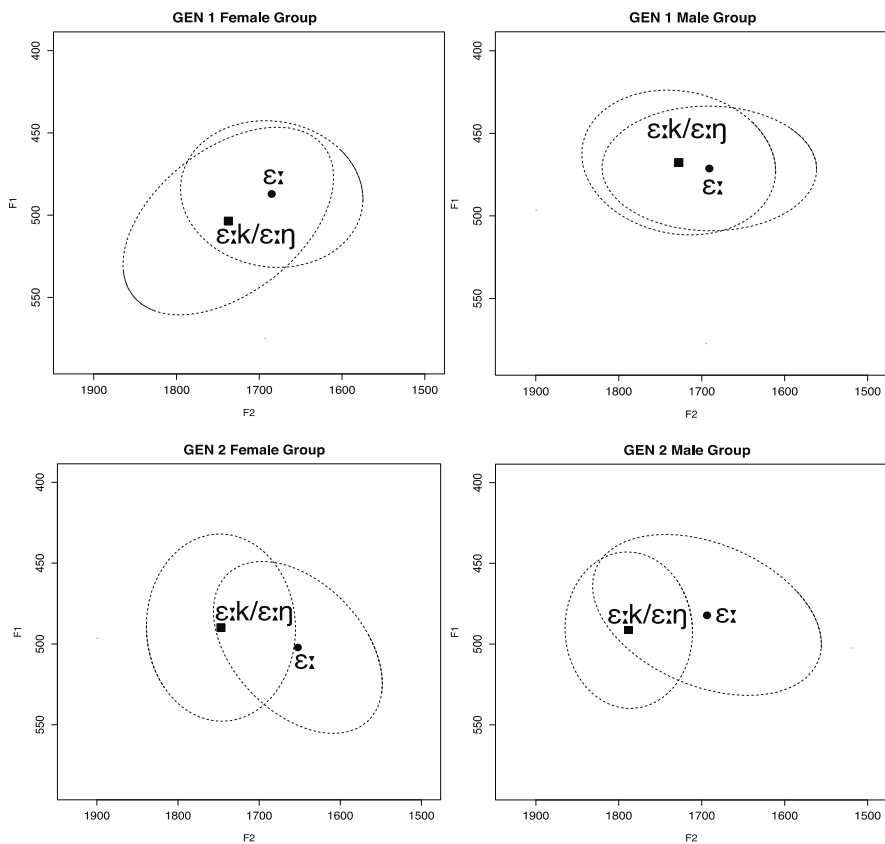 GEN 1 Female Group
400
450
500
550
F1
ɛː
ɛːk/ɛːŋ
1900 1800 1700 1600 1500
F2
GEN 1 Male Group
400
450
500
550
F1
ɛːk/ɛːŋ
ɛː
1900 1800 1700 1600 1500
F2
GEN 2 Female Group
400
450
500
550
F1
ɛːk/ɛːŋ
ɛː
1900 1800 1700 1600 1500
F2
GEN 2 Male Group
400
450
500
550
F1
ɛːk/ɛːŋ
ɛː
1900 1800 1700 1600 1500
F2